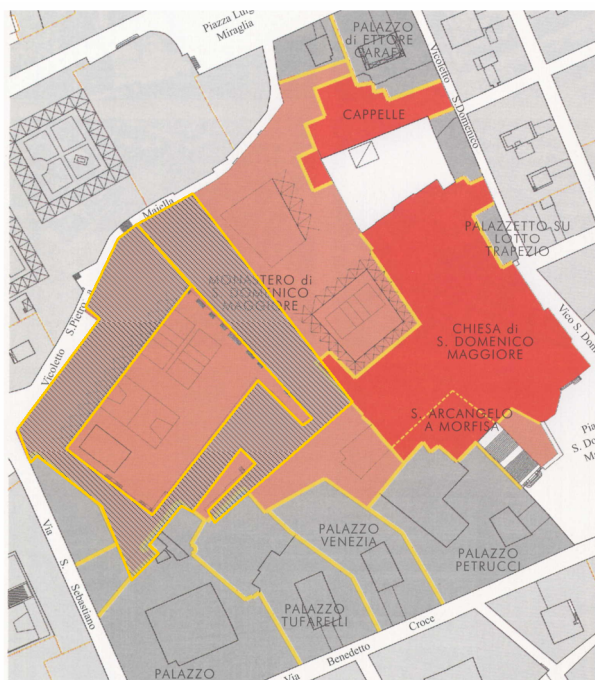 Piazza Luigi
Miraglia
PALAZZO
di ETTORE
CARAFA
Vicoletto S. Domenico
CAPPELLE
Maiella
S. Pietro a
Vicoletto
MONASTERO di
S. DOMENICO
MAGGIORE
PALAZZETTO SU
LOTTO
TRAPEZIO
CHIESA di
S. DOMENICO
MAGGIORE
Vico S. Dom
S. ARCANGELO
A MORFISA
Pia
S. Do
M
Via S. Sebastiano
PALAZZO
VENEZIA
PALAZZO
PETRUCCI
PALAZZO
TUFARELLI
Via Benedetto Croce
PALAZZO